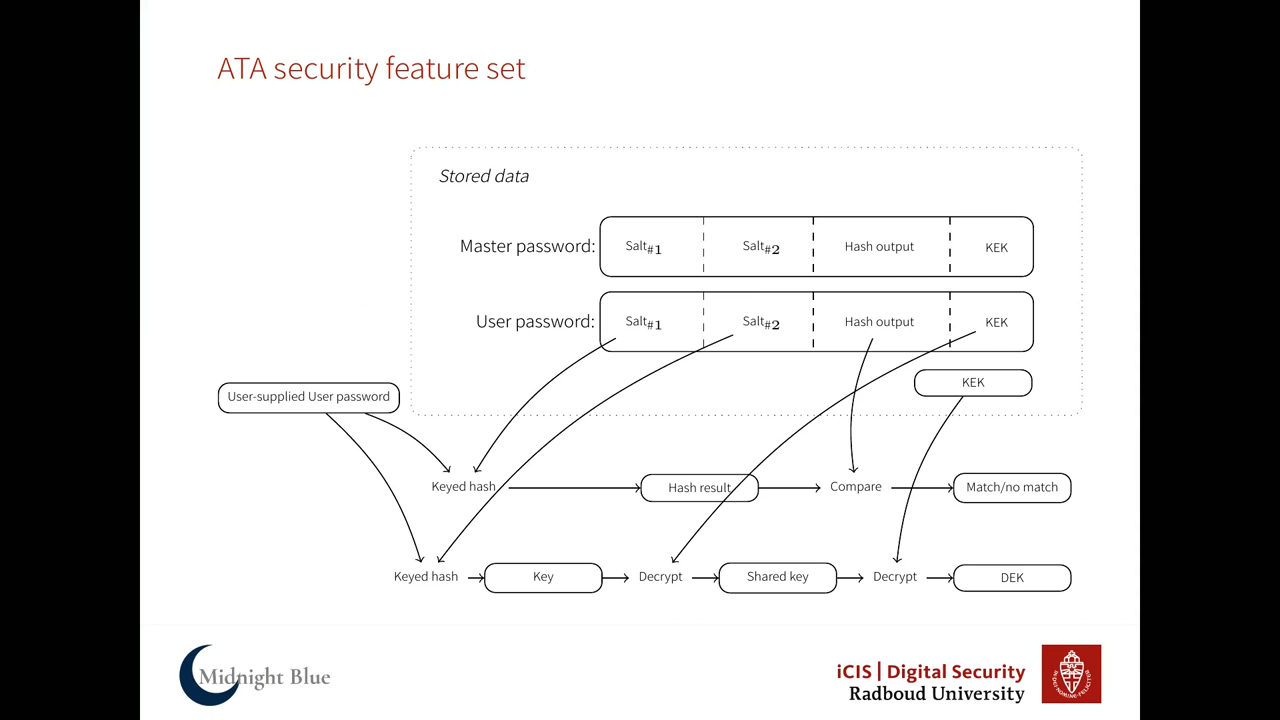 ATA security feature set
Stored data
Master password: Salt#1 Salt#2 Hash output KEK
User password: Salt#1 Salt#2 Hash output KEK
KEK
User-supplied User password
Keyed hash Hash result Compare Match/no match
Keyed hash Key Decrypt Shared key Decrypt DEK
Midnight Blue
iCIS | Digital Security
Radboud University